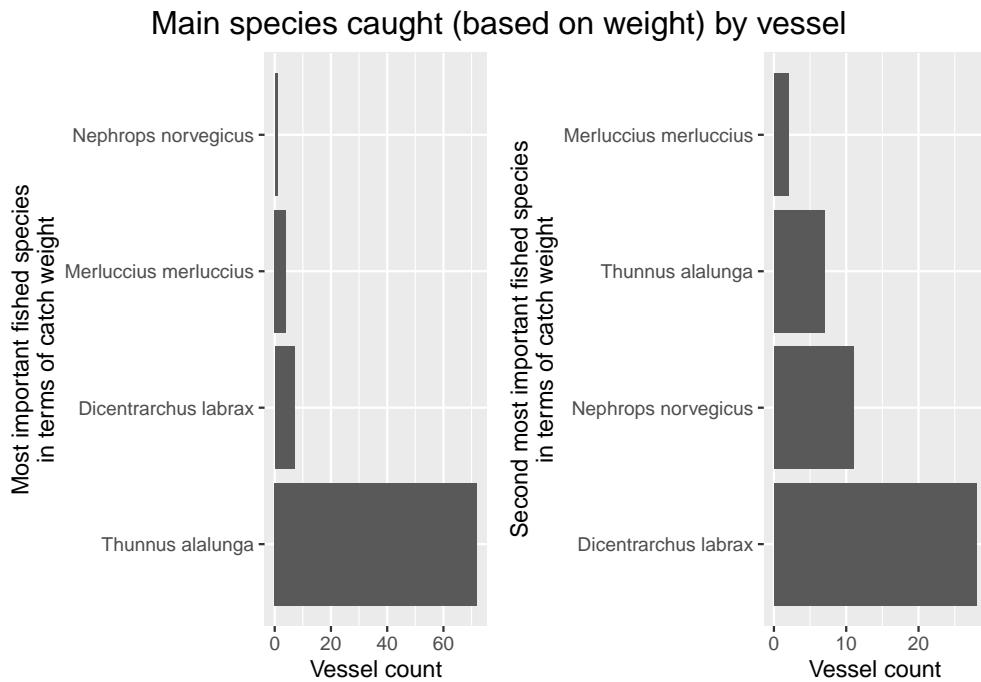 Main species caught (based on weight) by vessel
Most important fished species
in terms of catch weight
Nephrops norvegicus
Merluccius merluccius
Dicentrarchus labrax
Thunnus alalunga
0 20 40 60
Vessel count
Second most important fished species
in terms of catch weight
Merluccius merluccius
Thunnus alalunga
Nephrops norvegicus
Dicentrarchus labrax
0 10 20
Vessel count